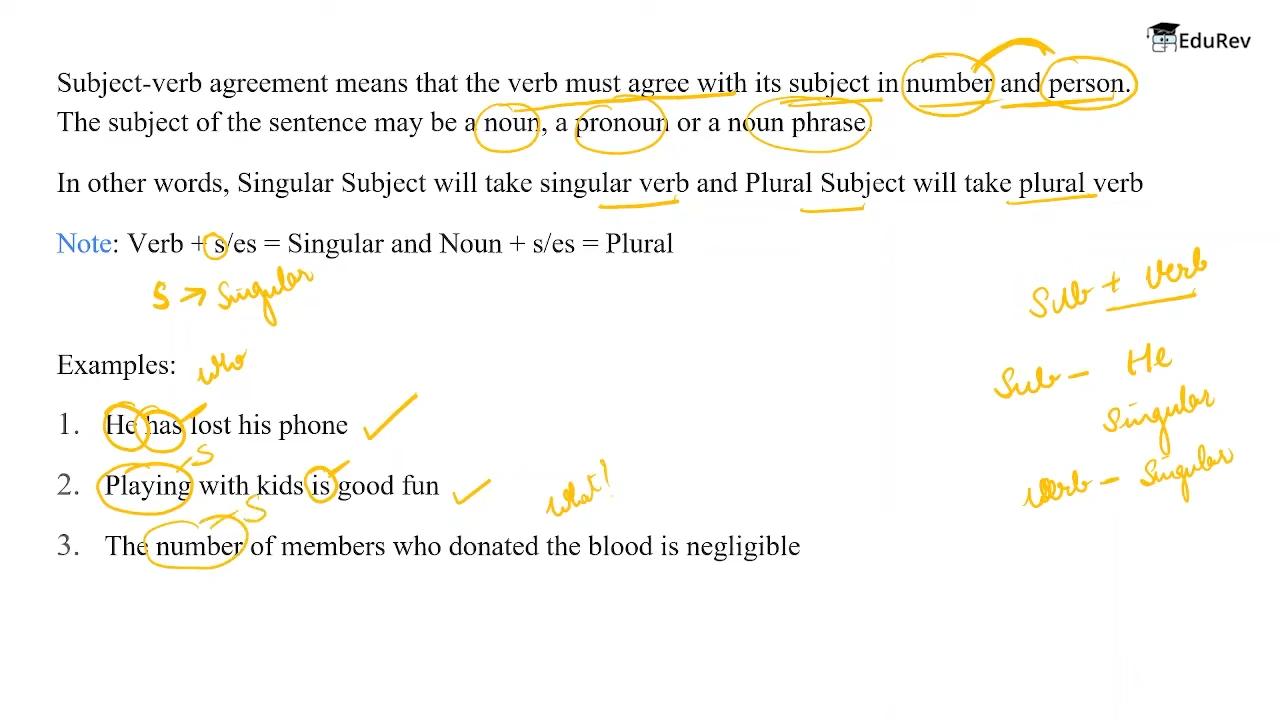 EduRev
Subject-verb agreement means that the verb must agree with its subject in number and person.
The subject of the sentence may be a noun, a pronoun or a noun phrase.
In other words, Singular Subject will take singular verb and Plural Subject will take plural verb
Note: Verb + s/es = Singular and Noun + s/es = Plural
S → Singular
Sub + Verb
Examples:
who
Sub - He
Singular
1. He has lost his phone
S
Verb - Singular
2. Playing with kids is good fun
what!
S
3. The number of members who donated the blood is negligible